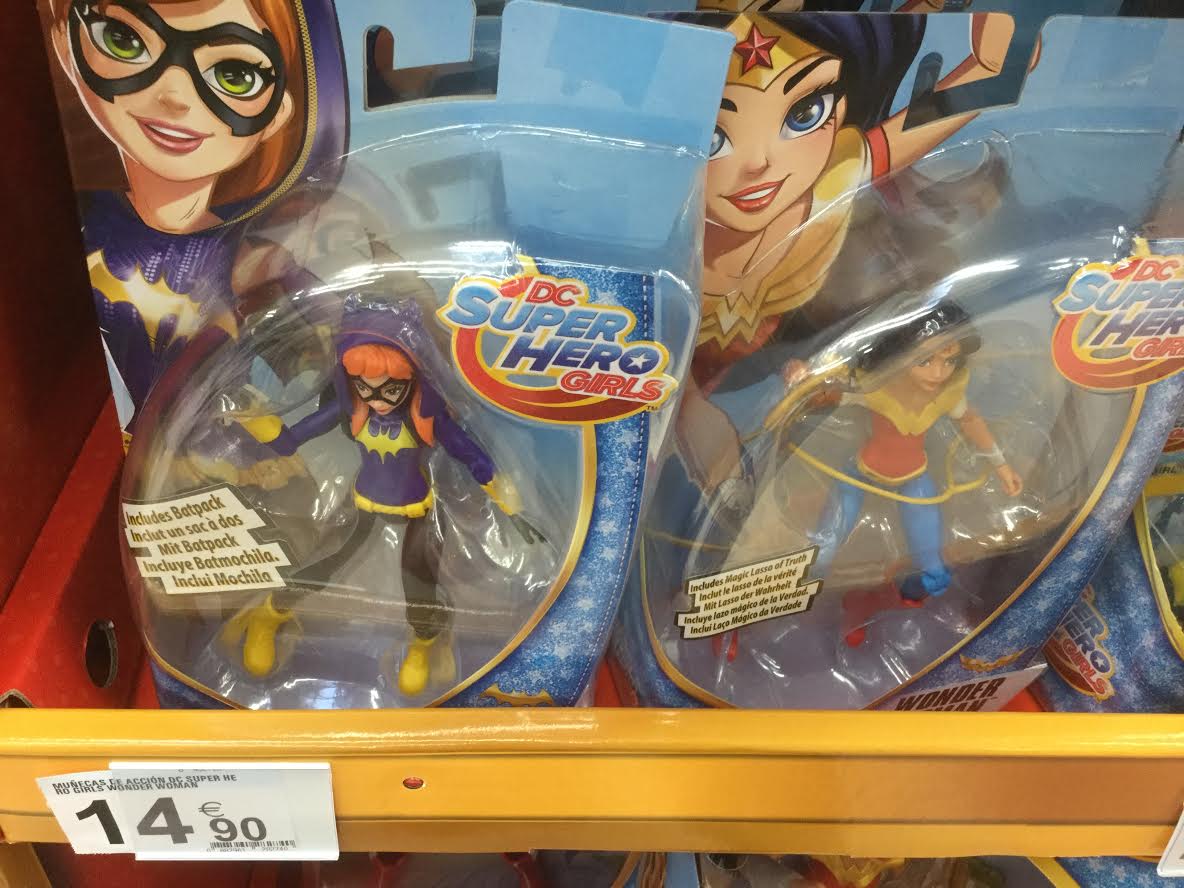 DC
SUPER
HERO
GIRLS
TM
Includes Batpack
Inclut un sac à dos
Mit Batpack
Incluye Batmochila.
Inclui Mochila
DC
SUPER
HER
GIRL
Includes Magic Lasso of Truth
Inclut le lasso de la vérité
Mit Lasso der Wahrheit
Incluye lazo mágico de la Verdad.
Inclui Laço Mágico da Verdade
WONDER
HERO
GIRLS
MUÑECAS DE ACCIÓN DC SUPER HE
RO GIRLS WONDER WOMAN
14 € 90